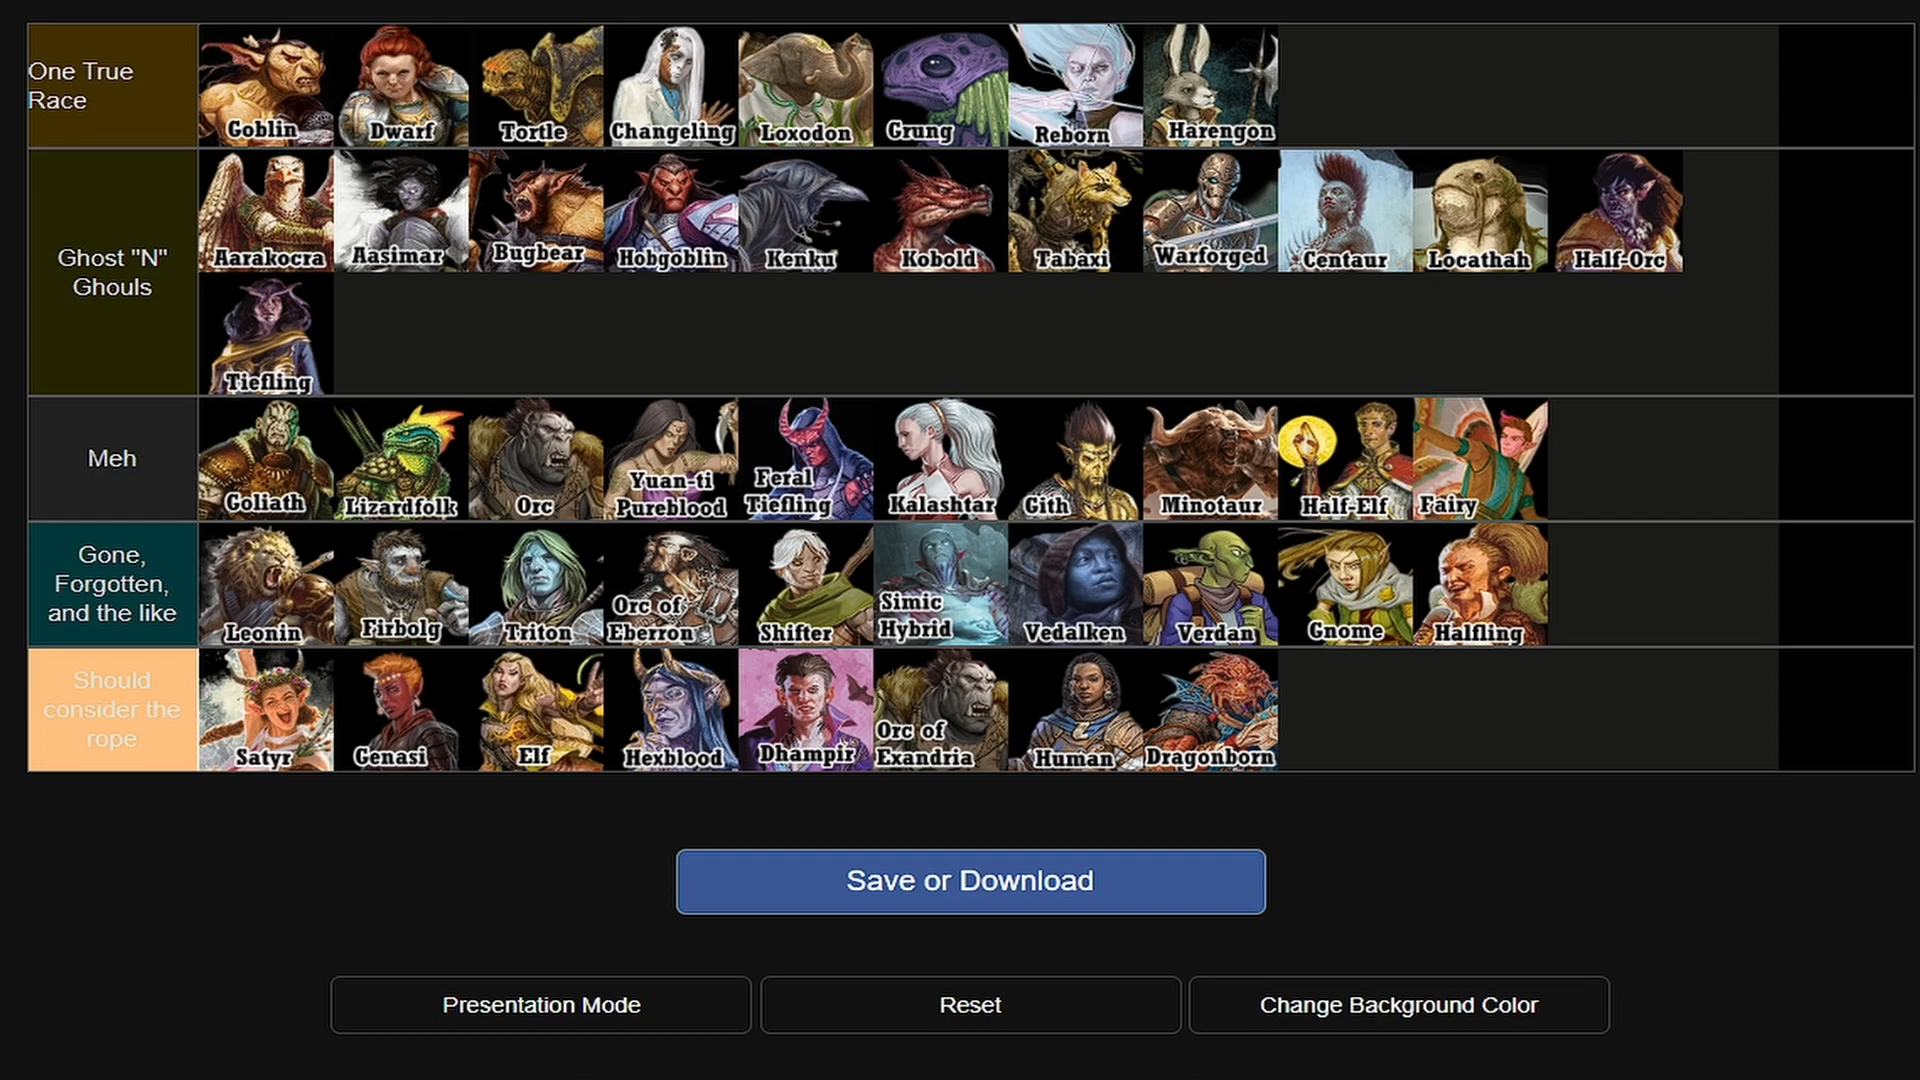 One True
Race
Goblin
Dwarf
Tortle
Changeling
Loxodon
Grung
Reborn
Harengon
Ghost "N"
Ghouls
Aarakocra
Aasimar
Bugbear
Hobgoblin
Kenku
Kobold
Tabaxi
Warforged
Centaur
Locathah
Half-Orc
Tiefling
Meh
Goliath
Lizardfolk
Orc
Yuan-ti
Pureblood
Feral
Tiefling
Kalashtar
Gith
Minotaur
Half-Elf
Fairy
Gone,
Forgotten,
and the like
Leonin
Firbolg
Triton
Orc of
Eberron
Shifter
Simic
Hybrid
Vedalken
Verdan
Gnome
Halfling
Should
consider the
rope
Satyr
Genasi
Elf
Hexblood
Dhampir
Orc of
Exandria
Human
Dragonborn
Save or Download
Presentation Mode
Reset
Change Background Color